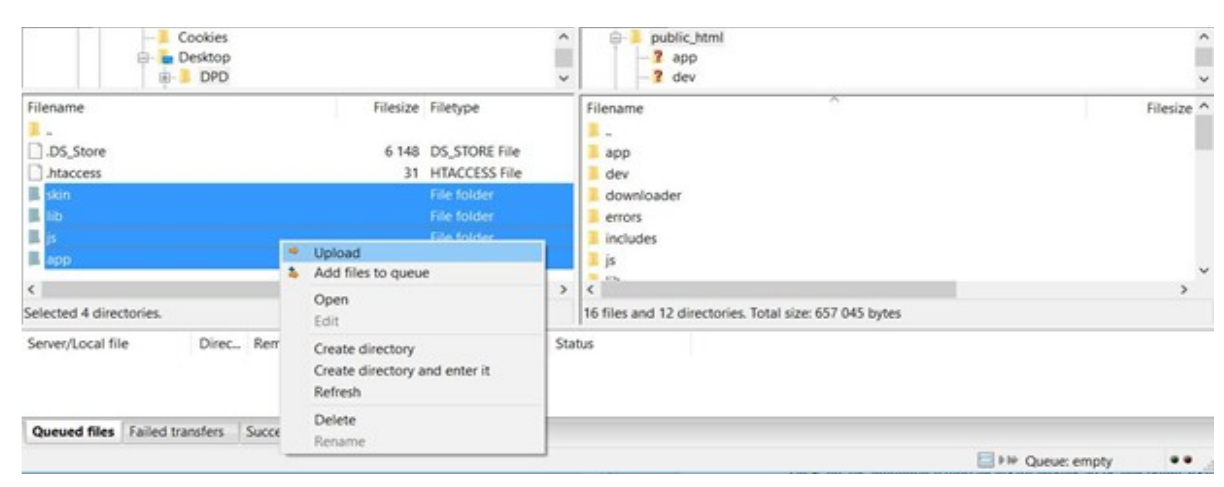 Cookies
Desktop
DPD
public_html
app
dev
Filename Filesize Filetype
..
.DS_Store 6 148 DS_STORE File
.htaccess 31 HTACCESS File
skin File folder
lib File folder
js File folder
app
Selected 4 directories.
Filename Filesize
..
app
dev
downloader
errors
includes
js
lib
16 files and 12 directories. Total size: 657 045 bytes
Upload
Add files to queue
Open
Edit
Create directory
Create directory and enter it
Refresh
Delete
Rename
Server/Local file Direc... Rem Status
Queued files Failed transfers Succe
Queue: empty